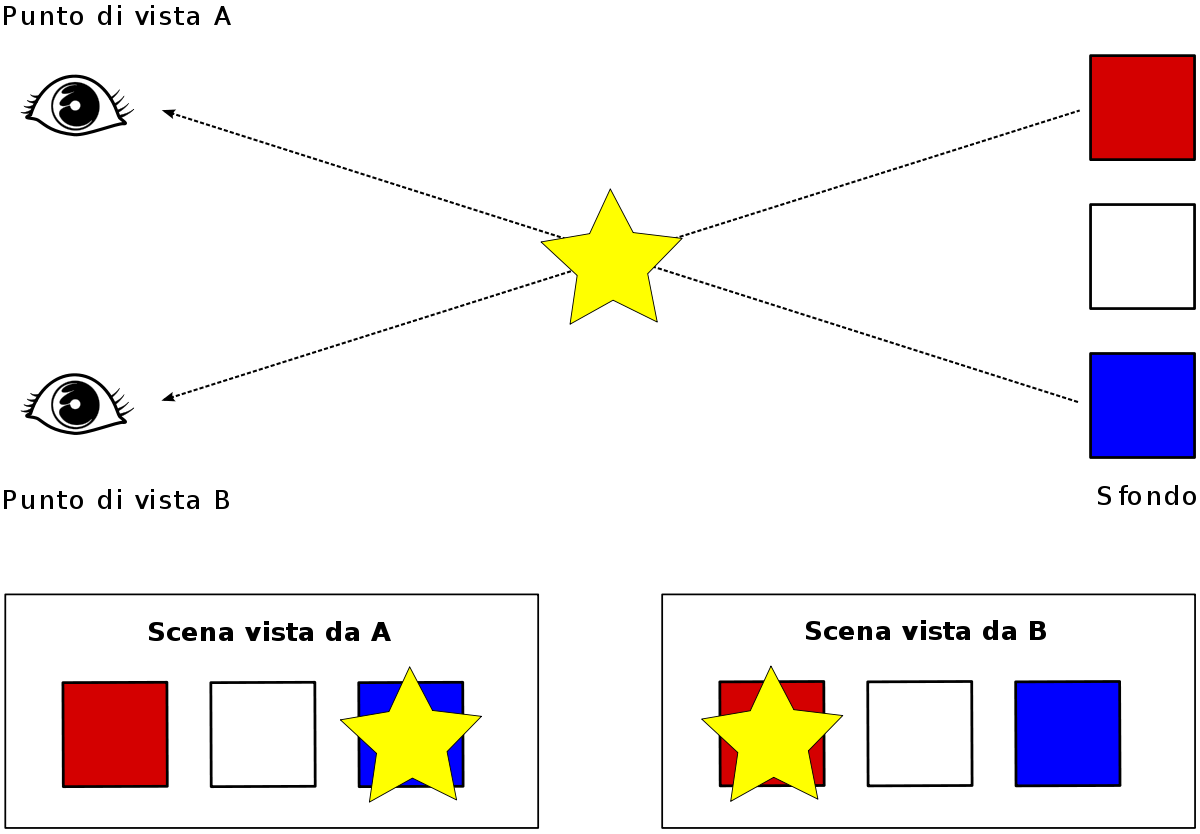 Punto di vista A
Punto di vista B
Sfondo
Scena vista da A
Scena vista da B